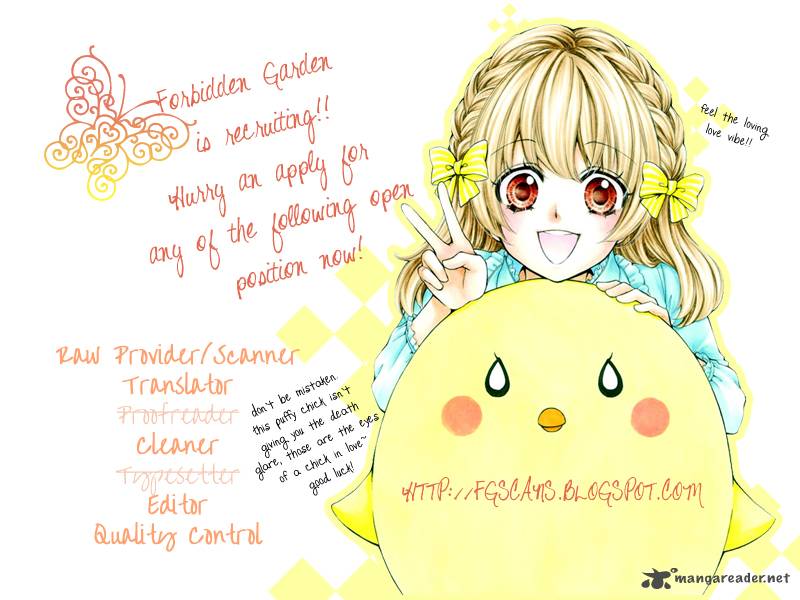 Forbidden Garden
is recruiting!!
Hurry an apply for
any of the following open
position now!
feel the loving
love vibe!!
Raw Provider/Scanner
Translator
Proofreader
Cleaner
Typesetter
Editor
Quality Control
don't be mistaken.
this puffy chick isn't
giving you the death
glare, those are the eyes
of a chick in love~
good luck!
HTTP://FGSCANS.BLOGSPOT.COM
mangareader.net